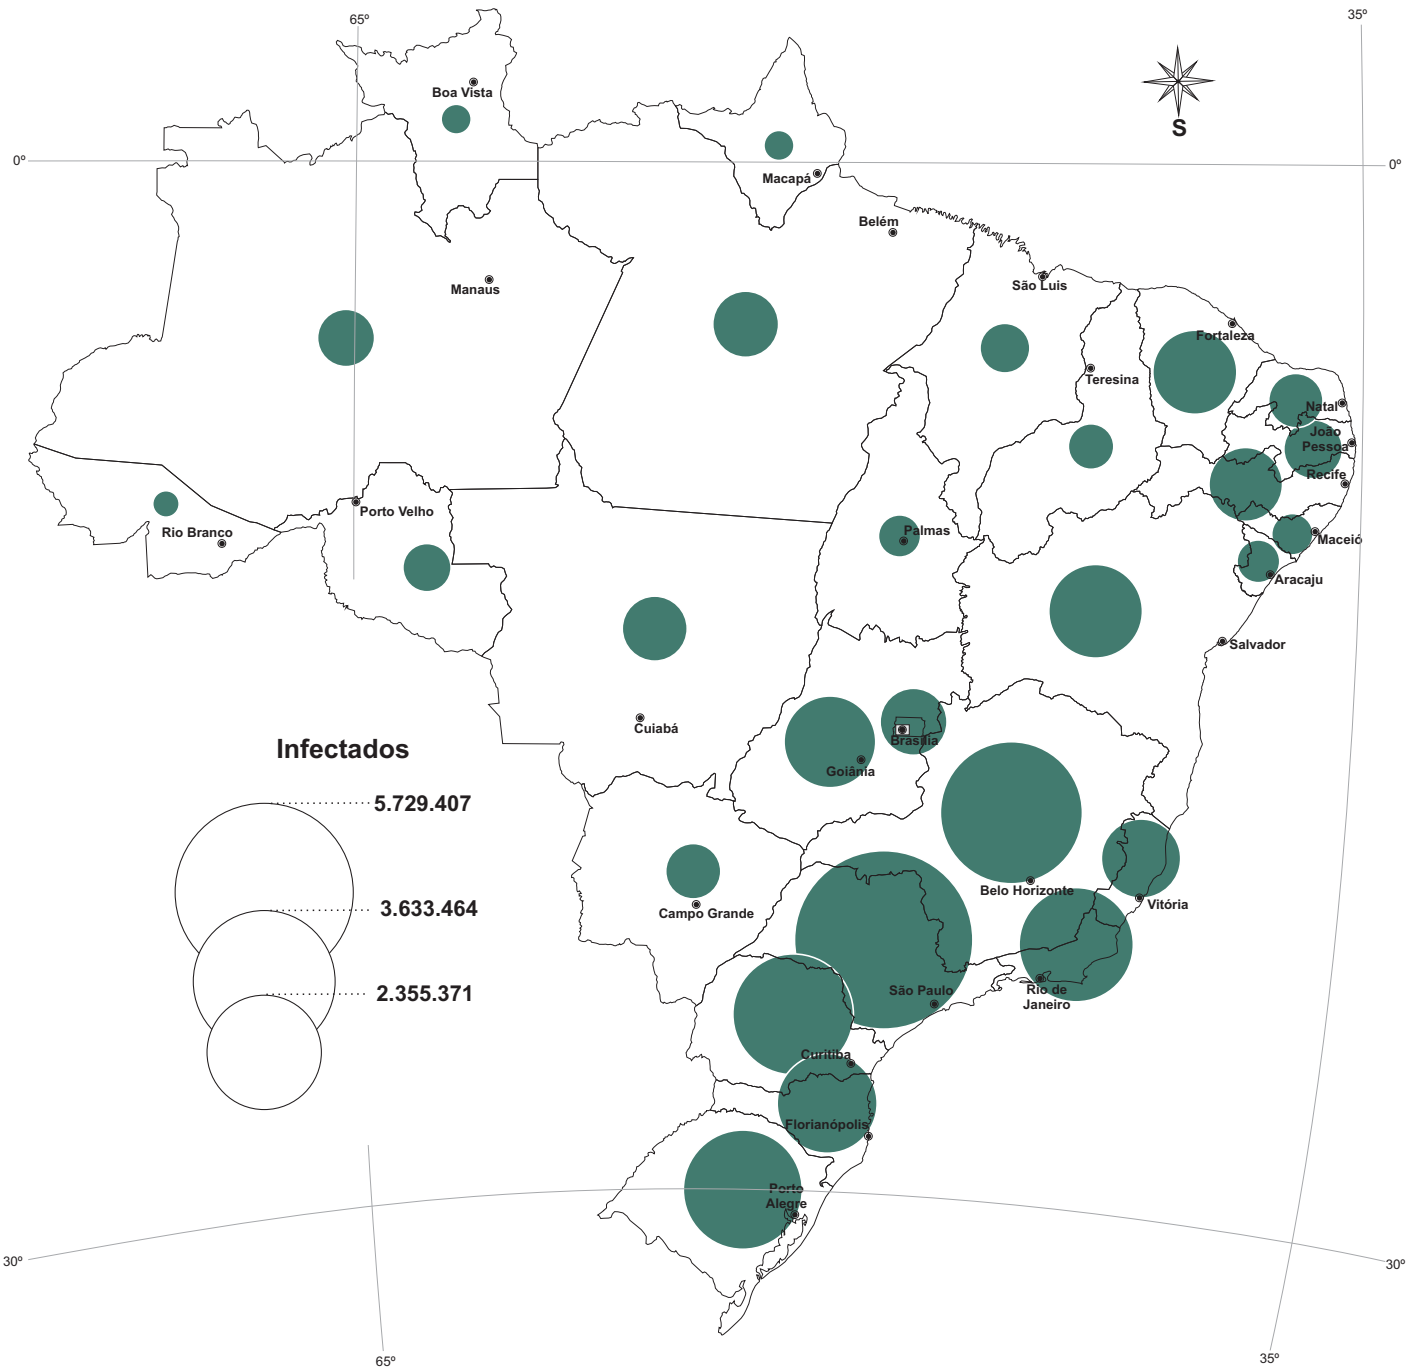 65º
35º
Boa Vista
S
0º
0º
Macapá
Belém
São Luis
Manaus
Fortaleza
Teresina
Natal
João
Pessoa
Recife
Porto Velho
Rio Branco
Palmas
Maceió
Aracaju
Salvador
Cuiabá
Brasília
Goiânia
Infectados
5.729.407
3.633.464
2.355.371
Belo Horizonte
Vitória
Campo Grande
São Paulo
Rio de
Janeiro
Curitiba
Florianópolis
Porto
Alegre
30º
30º
65º
35º